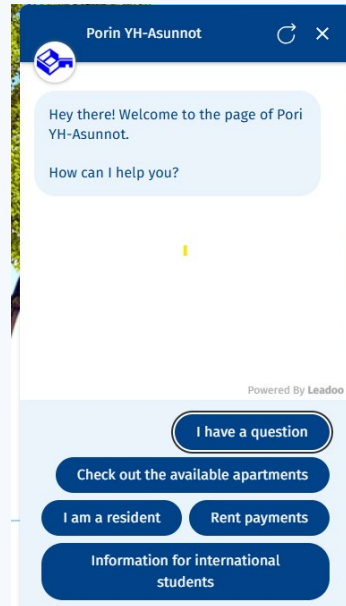 Porin YH-Asunnot
Hey there! Welcome to the page of Pori
YH-Asunnot.
How can I help you?
Powered By Leadoo
I have a question
Check out the available apartments
I am a resident
Rent payments
Information for international
students